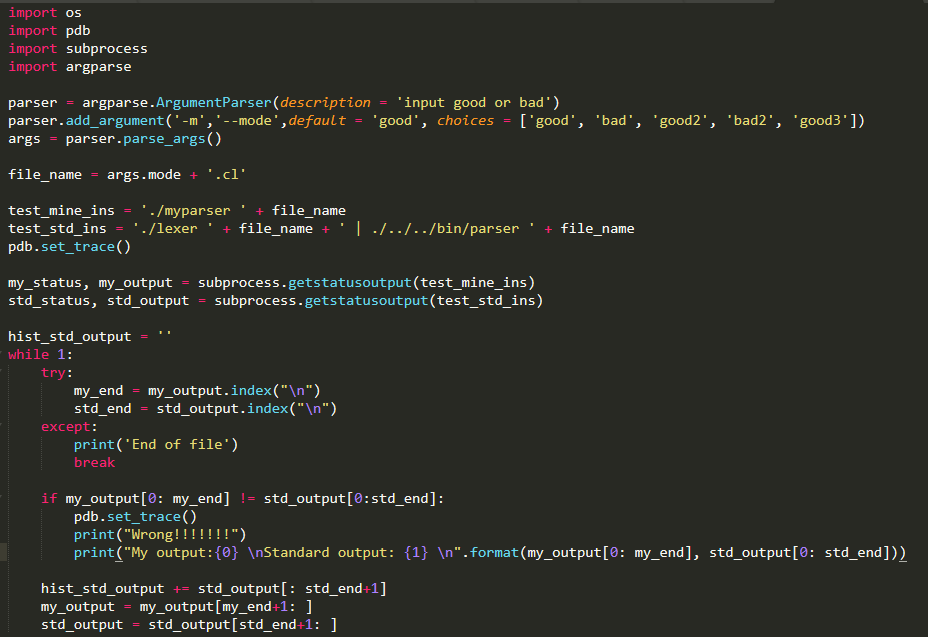 import os
import pdb
import subprocess
import argparse
parser = argparse.ArgumentParser(description = 'input good or bad')
parser.add_argument('-m','--mode',default = 'good', choices = ['good', 'bad', 'good2', 'bad2', 'good3'])
args = parser.parse_args()
file_name = args.mode + '.cl'
test_mine_ins = './myparser ' + file_name
test_std_ins = './lexer ' + file_name + ' | ./../../bin/parser ' + file_name
pdb.set_trace()
my_status, my_output = subprocess.getstatusoutput(test_mine_ins)
std_status, std_output = subprocess.getstatusoutput(test_std_ins)
hist_std_output = ''
while 1:
    try:
        my_end = my_output.index("\n")
        std_end = std_output.index("\n")
    except:
        print('End of file')
        break
    if my_output[0: my_end] != std_output[0:std_end]:
        pdb.set_trace()
        print("Wrong!!!!!!!")
        print("My output:{0} \nStandard output: {1} \n".format(my_output[0: my_end], std_output[0: std_end]))
    hist_std_output += std_output[: std_end+1]
    my_output = my_output[my_end+1: ]
    std_output = std_output[std_end+1: ]